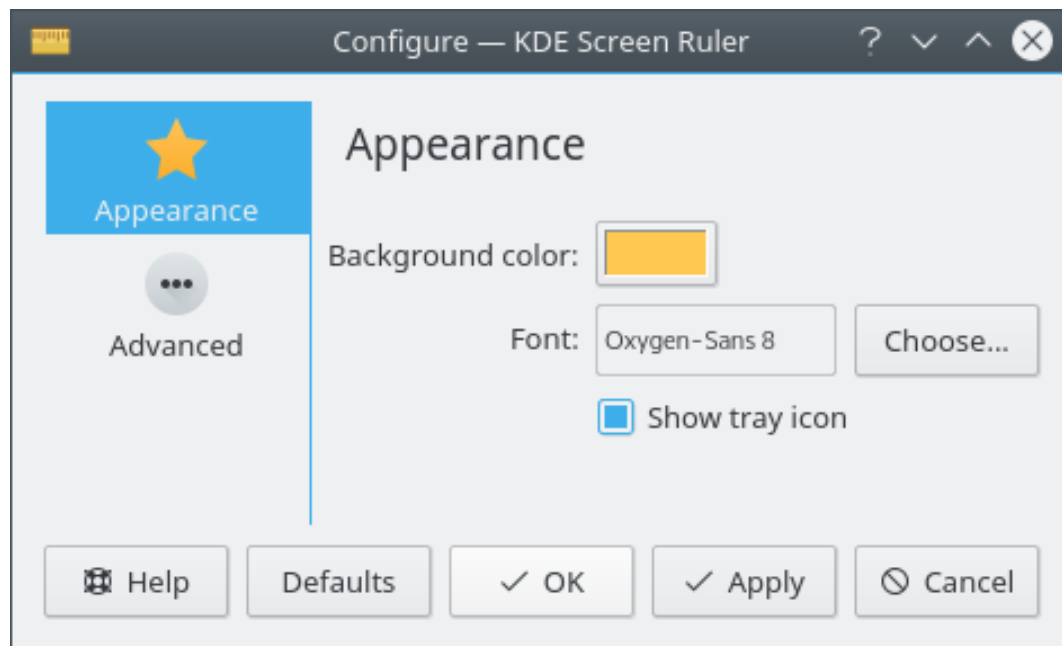 Configure — KDE Screen Ruler
Appearance
Advanced
Appearance
Background color:
Font: Oxygen-Sans 8 Choose...
Show tray icon
Help Defaults OK Apply Cancel